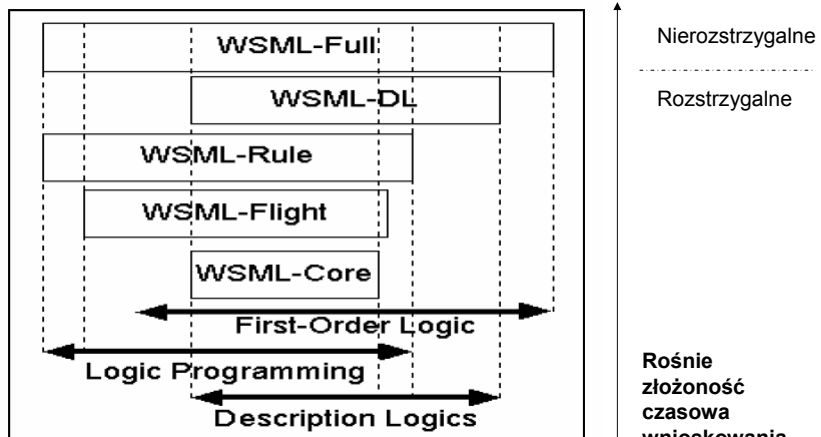 WSML-Full
WSML-DL
WSML-Rule
WSML-Flight
WSML-Core
First-Order Logic
Logic Programming
Description Logics
Nierozstrzygalne
Rozstrzygalne
Rośnie
złożoność
czasowa
wnioskowania